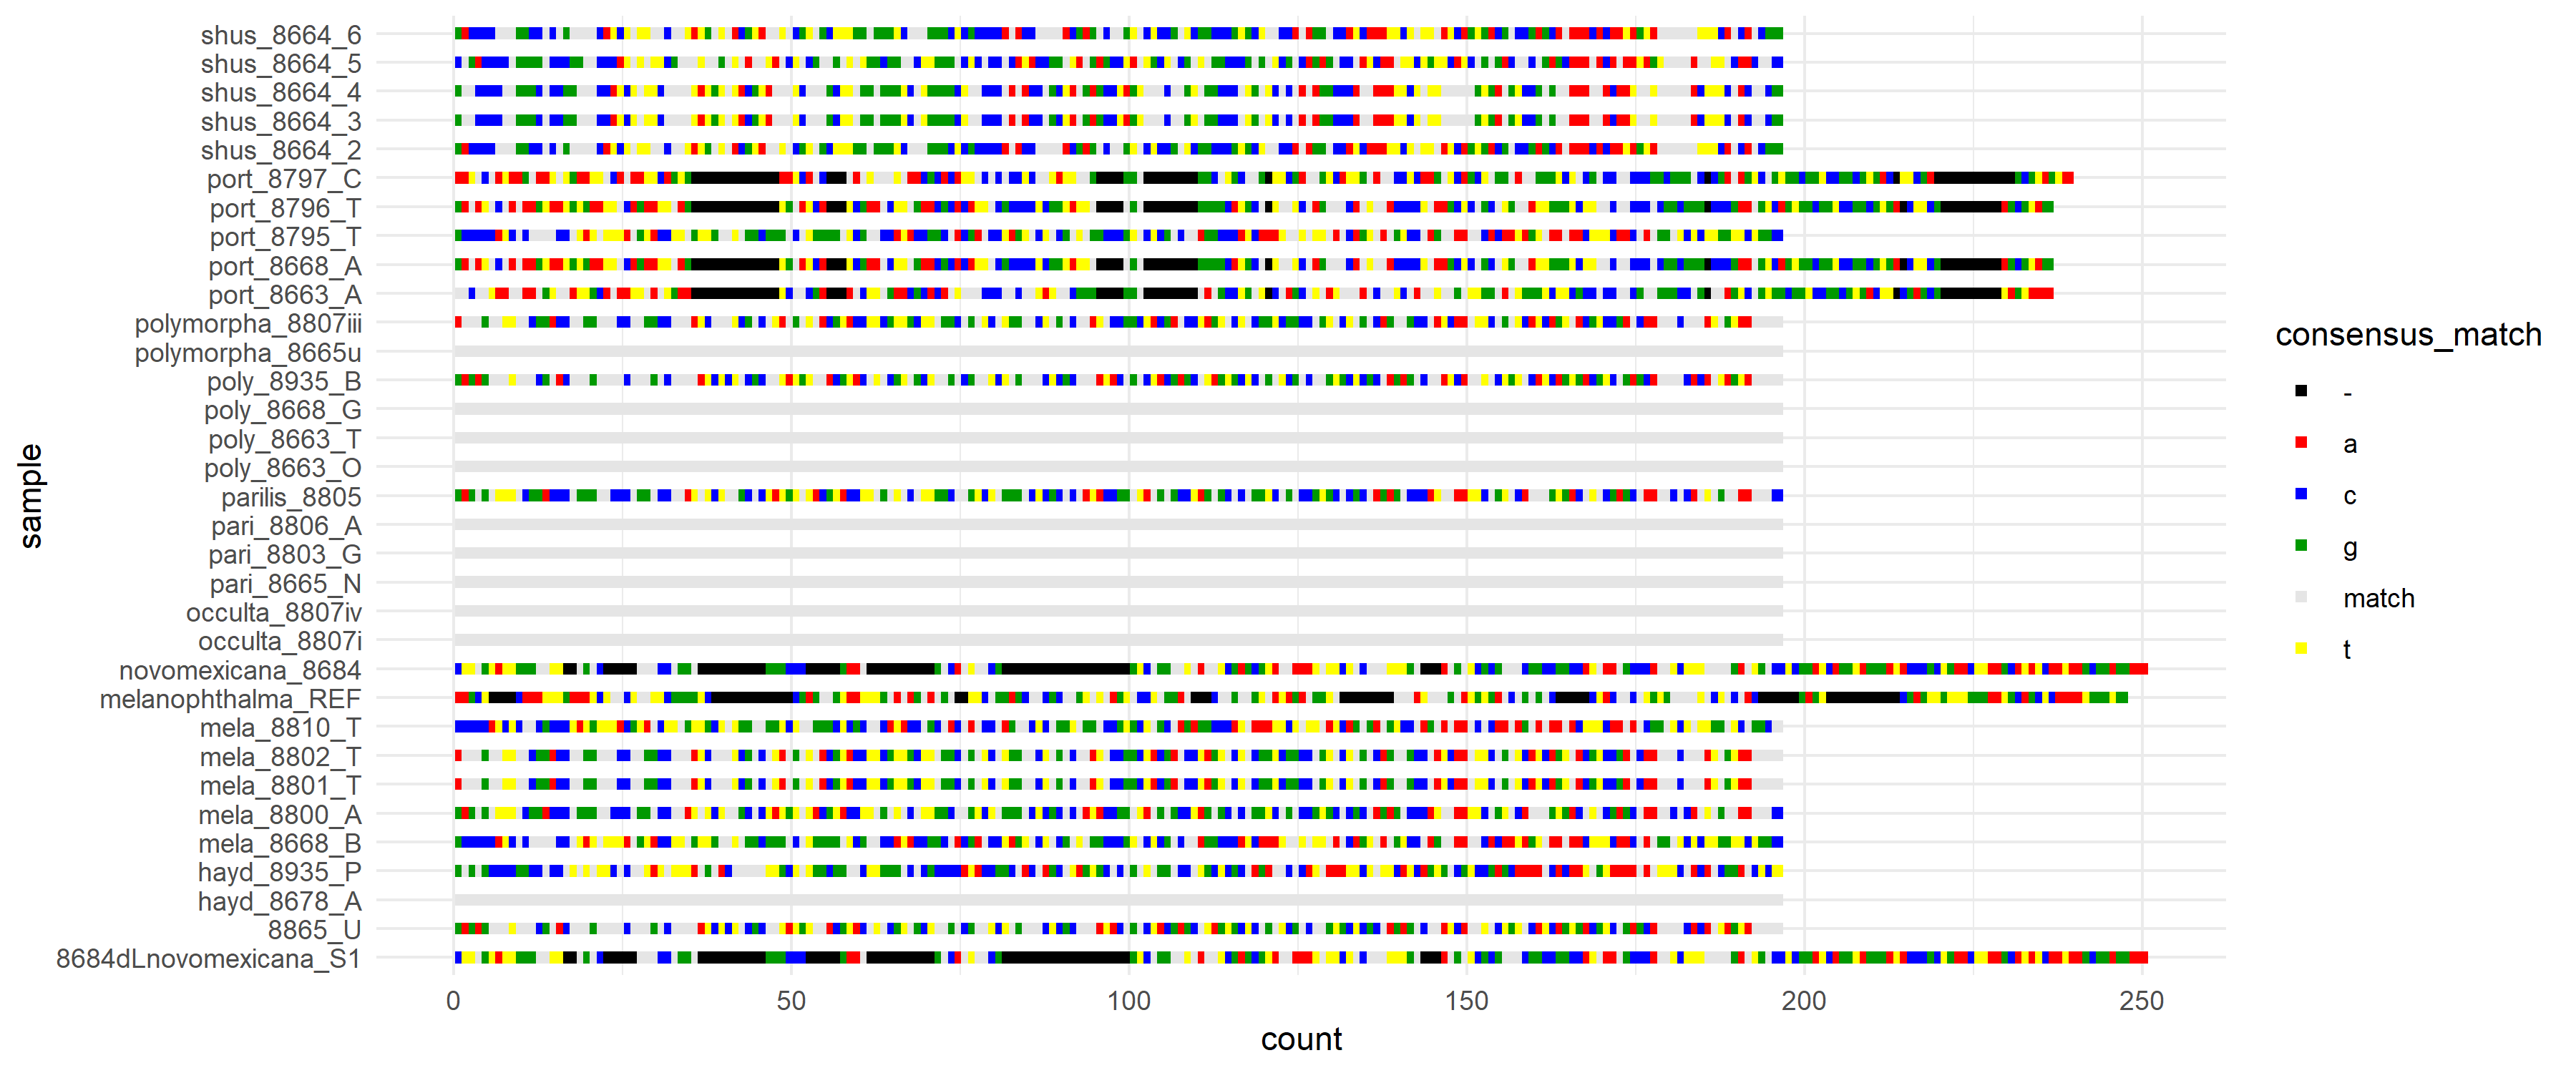 shus_8664_6
shus_8664_5
shus_8664_4
shus_8664_3
shus_8664_2
port_8797_C
port_8796_T
port_8795_T
port_8668_A
port_8663_A
polymorpha_8807iii
polymorpha_8665u
poly_8935_B
poly_8668_G
poly_8663_T
poly_8663_O
parilis_8805
pari_8806_A
pari_8803_G
pari_8665_N
occulta_8807iv
occulta_8807i
novomexicana_8684
melanophthalma_REF
mela_8810_T
mela_8802_T
mela_8801_T
mela_8800_A
mela_8668_B
hayd_8935_P
hayd_8678_A
8865_U
8684dLnovomexicana_S1
sample
0 50 100 150 200 250
count
consensus_match
-
a
c
g
match
t